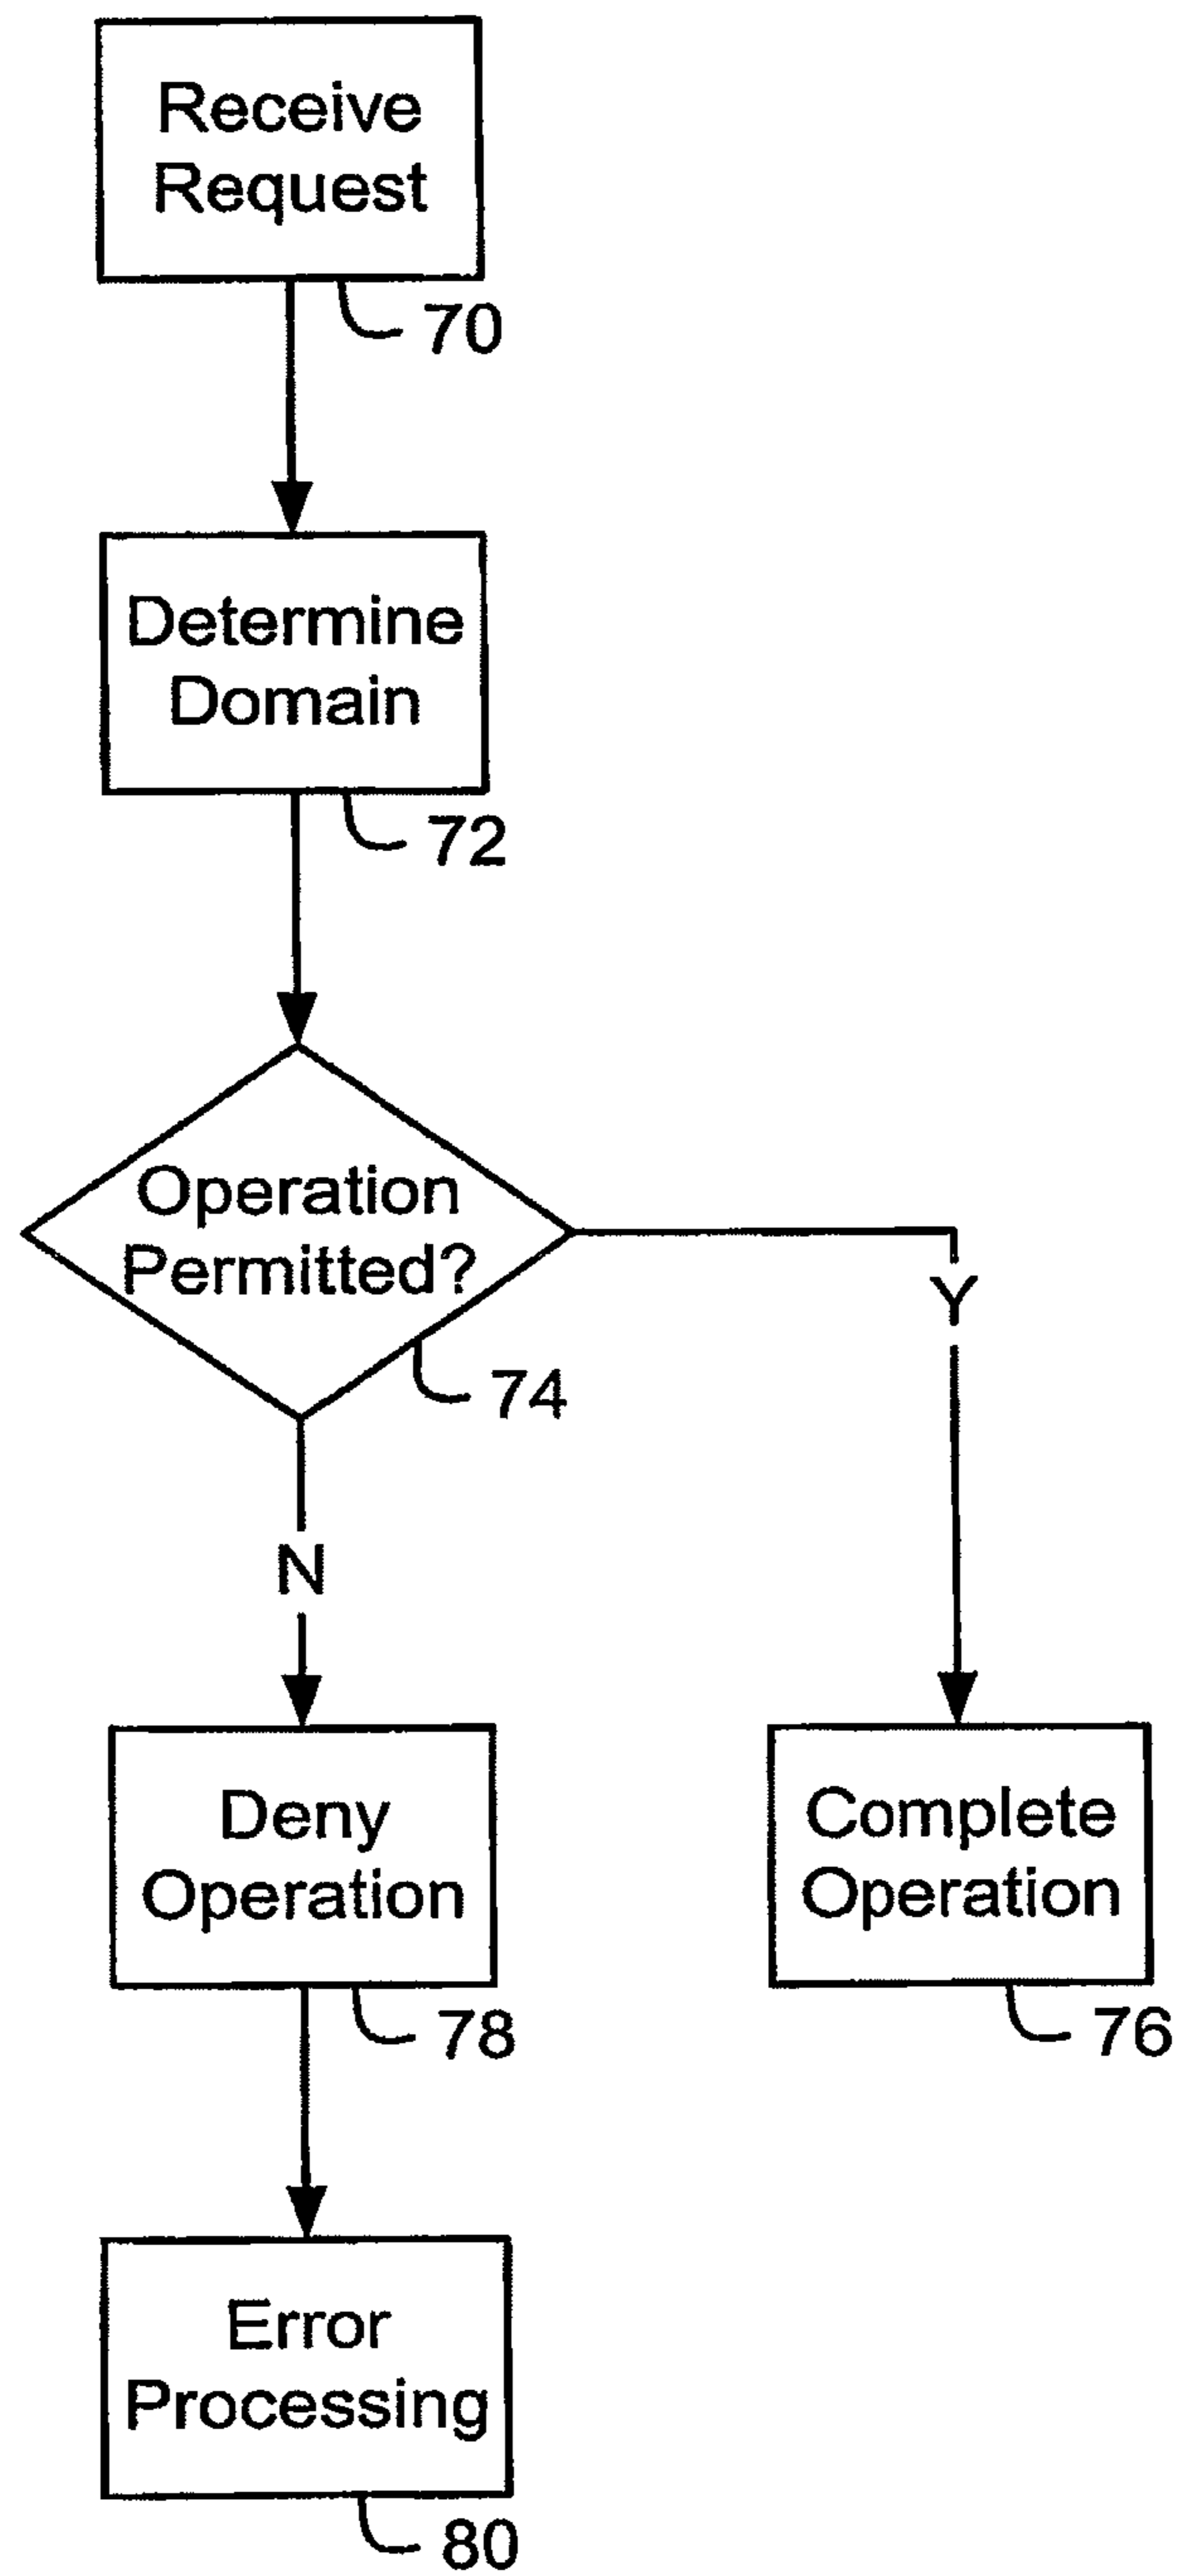 Receive
Request
70
Determine
Domain
72
Operation
Permitted?
74
Y
N
Deny
Operation
78
Complete
Operation
76
Error
Processing
80